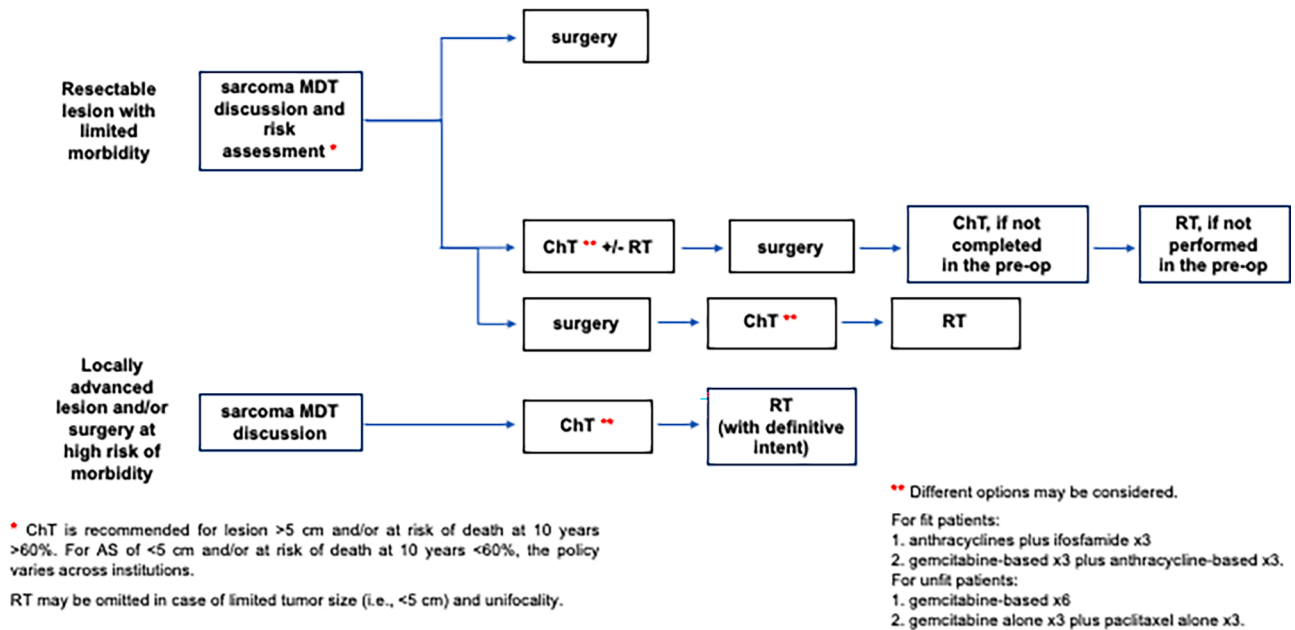 surgery
Resectable
lesion with
limited
morbidity
sarcoma MDT
discussion and
risk
assessment *
ChT ** +/- RT
surgery
ChT, if not
completed
in the pre-op
RT, if not
performed
in the pre-op
surgery
ChT **
RT
Locally
advanced
lesion and/or
surgery at
high risk of
morbidity
sarcoma MDT
discussion
ChT **
RT
(with definitive
intent)
* ChT is recommended for lesion >5 cm and/or at risk of death at 10 years
>60%. For AS of <5 cm and/or at risk of death at 10 years <60%, the policy
varies across institutions.
RT may be omitted in case of limited tumor size (i.e., <5 cm) and unifocality.
** Different options may be considered.
For fit patients:
1. anthracyclines plus ifosfamide x3
2. gemcitabine-based x3 plus anthracycline-based x3.
For unfit patients:
1. gemcitabine-based x6
2. gemcitabine alone x3 plus paclitaxel alone x3.